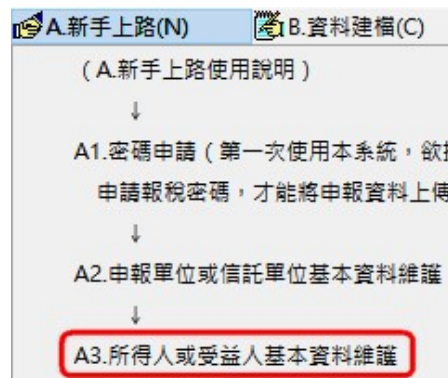 A.新手上路(N) B.資料建檔(C)
(A.新手上路使用說明)
↓
A1.密碼申請(第一次使用本系統，欲
申請報稅密碼，才能將申報資料上傳
↓
A2.申報單位或信託單位基本資料維護
↓
A3.所得人或受益人基本資料維護